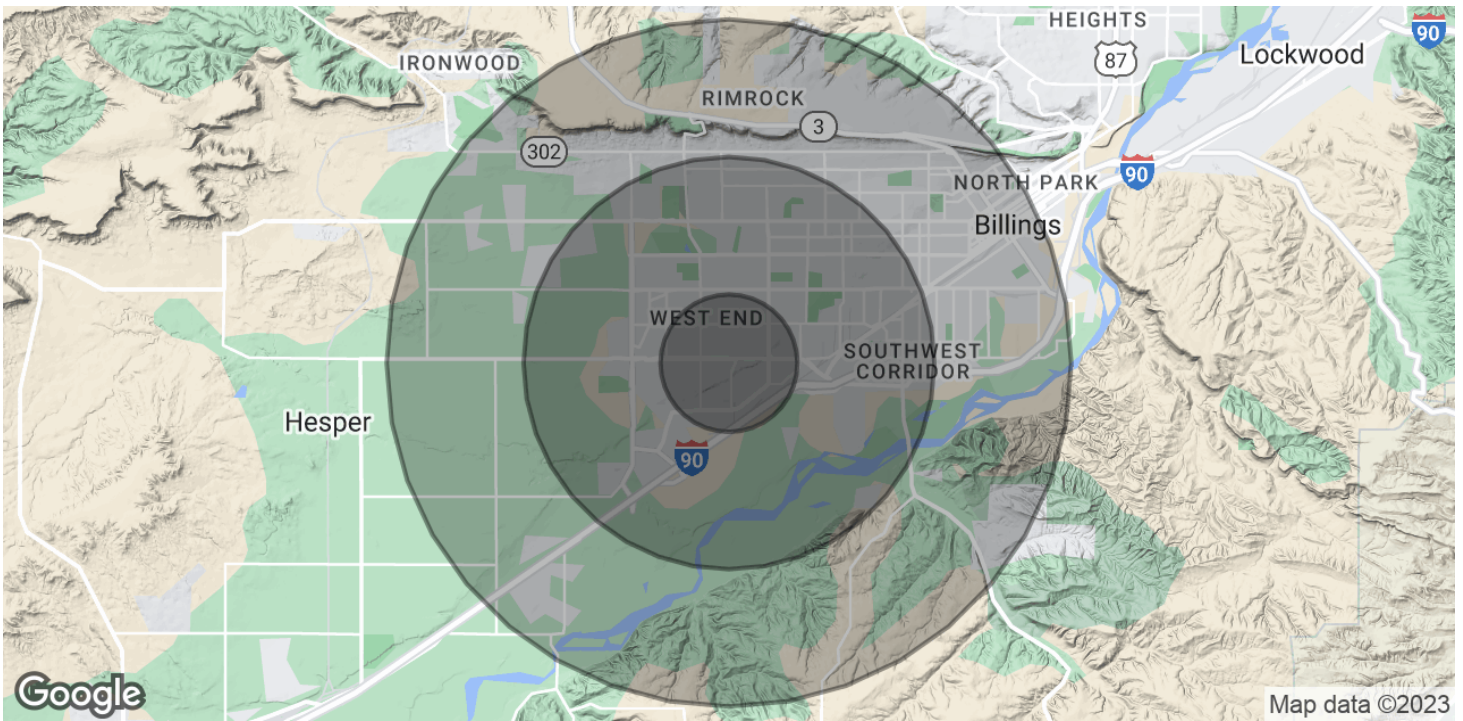 HEIGHTS
90
Lockwood
IRONWOOD
87
RIMROCK
3
302
90
NORTH PARK
Billings
WEST END
SOUTHWEST
CORRIDOR
Hesper
90
Google
Map data ©2023